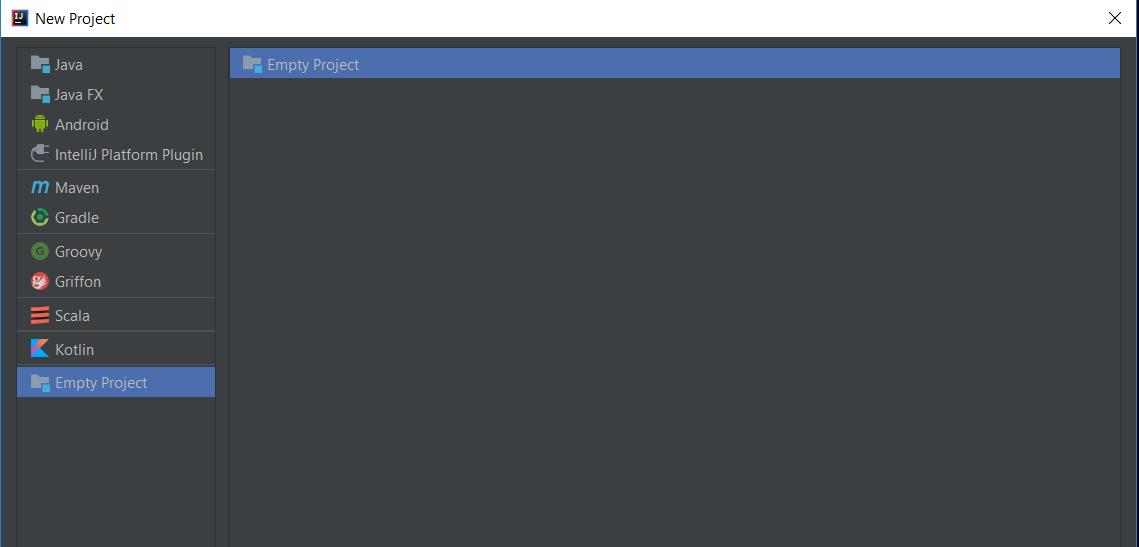 New Project
Java
Java FX
Android
IntelliJ Platform Plugin
Maven
Gradle
Groovy
Griffon
Scala
Kotlin
Empty Project
Empty Project